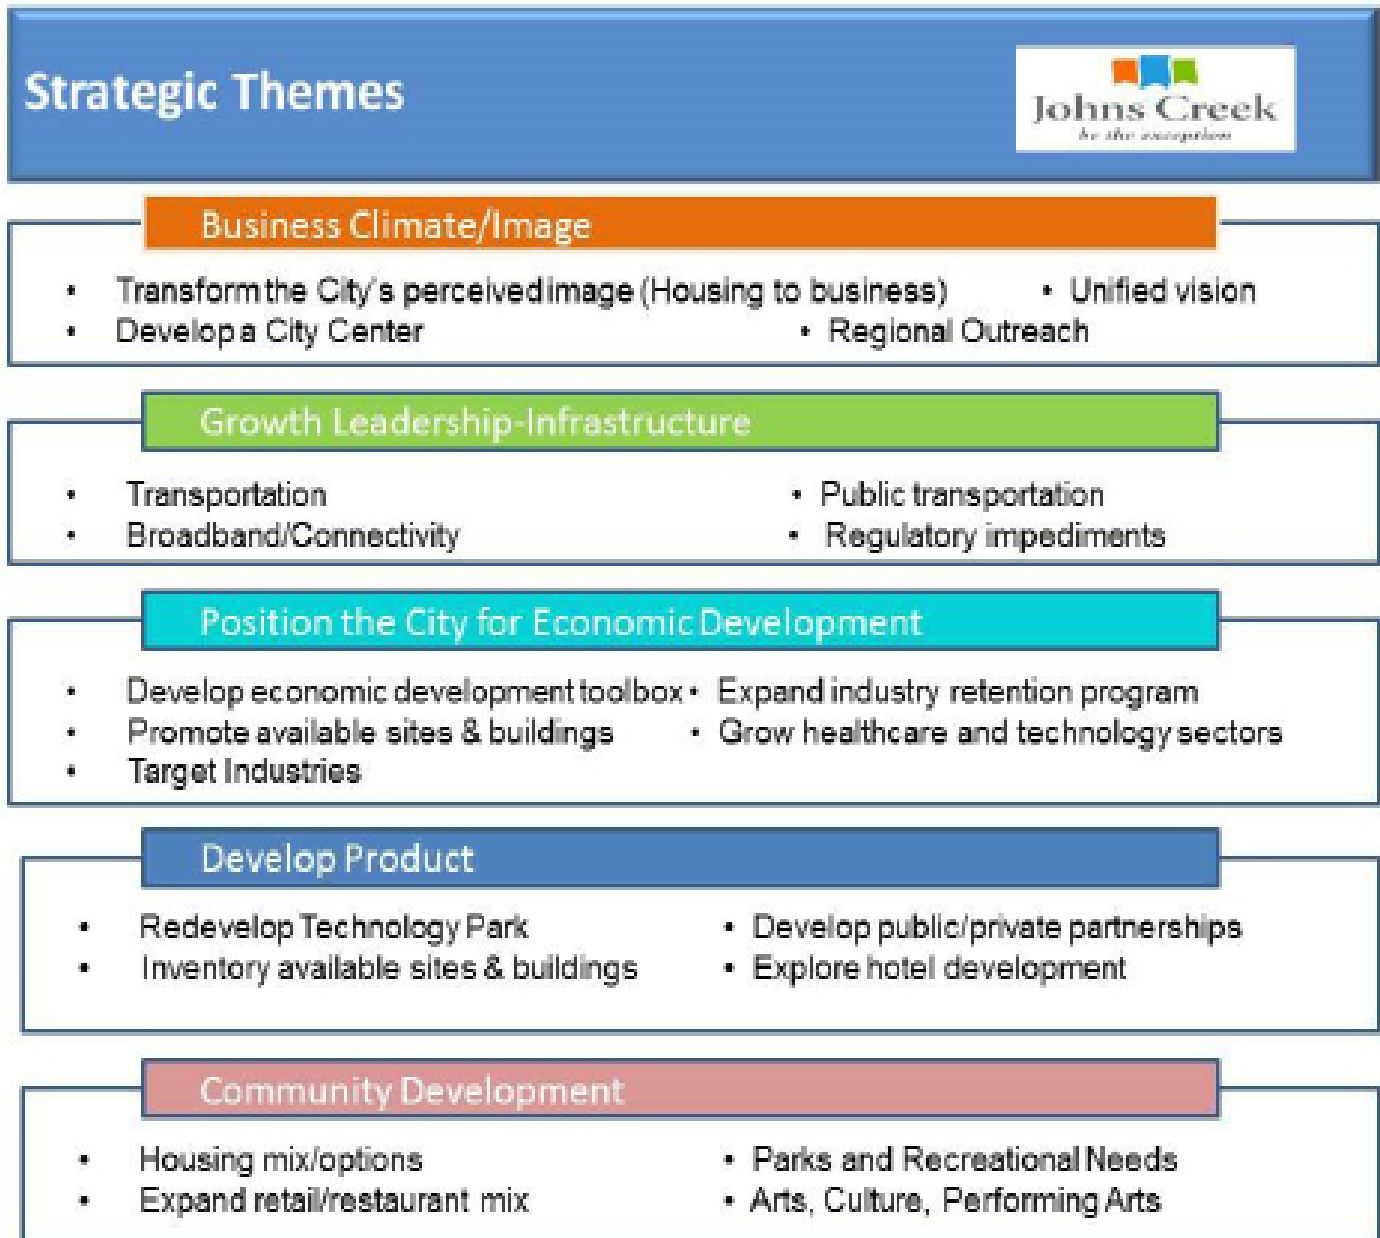 Strategic Themes
Johns Creek
be the exception
Business Climate/Image
• Transform the City's perceived image (Housing to business) • Unified vision
• Develop a City Center • Regional Outreach
Growth Leadership-Infrastructure
• Transportation • Public transportation
• Broadband/Connectivity • Regulatory impediments
Position the City for Economic Development
• Develop economic development toolbox • Expand industry retention program
• Promote available sites & buildings • Grow healthcare and technology sectors
• Target Industries
Develop Product
• Redevelop Technology Park • Develop public/private partnerships
• Inventory available sites & buildings • Explore hotel development
Community Development
• Housing mix/options • Parks and Recreational Needs
• Expand retail/restaurant mix • Arts, Culture, Performing Arts